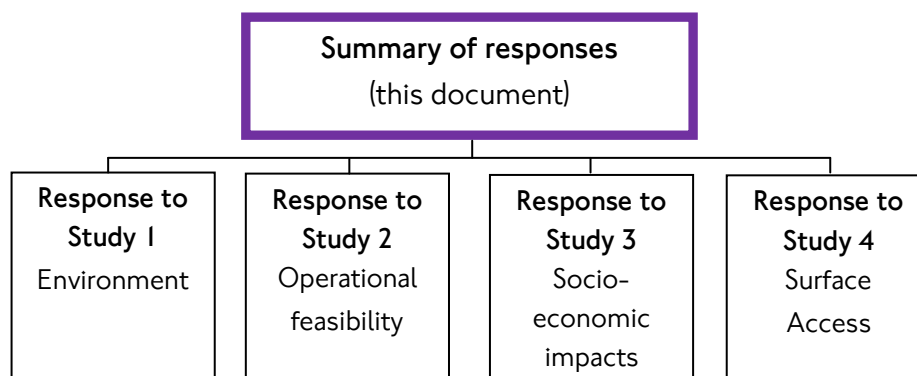 Summary of responses
(this document)
Response to
Study 1
Environment
Response to
Study 2
Operational
feasibility
Response to
Study 3
Socio-
economic
impacts
Response to
Study 4
Surface
Access